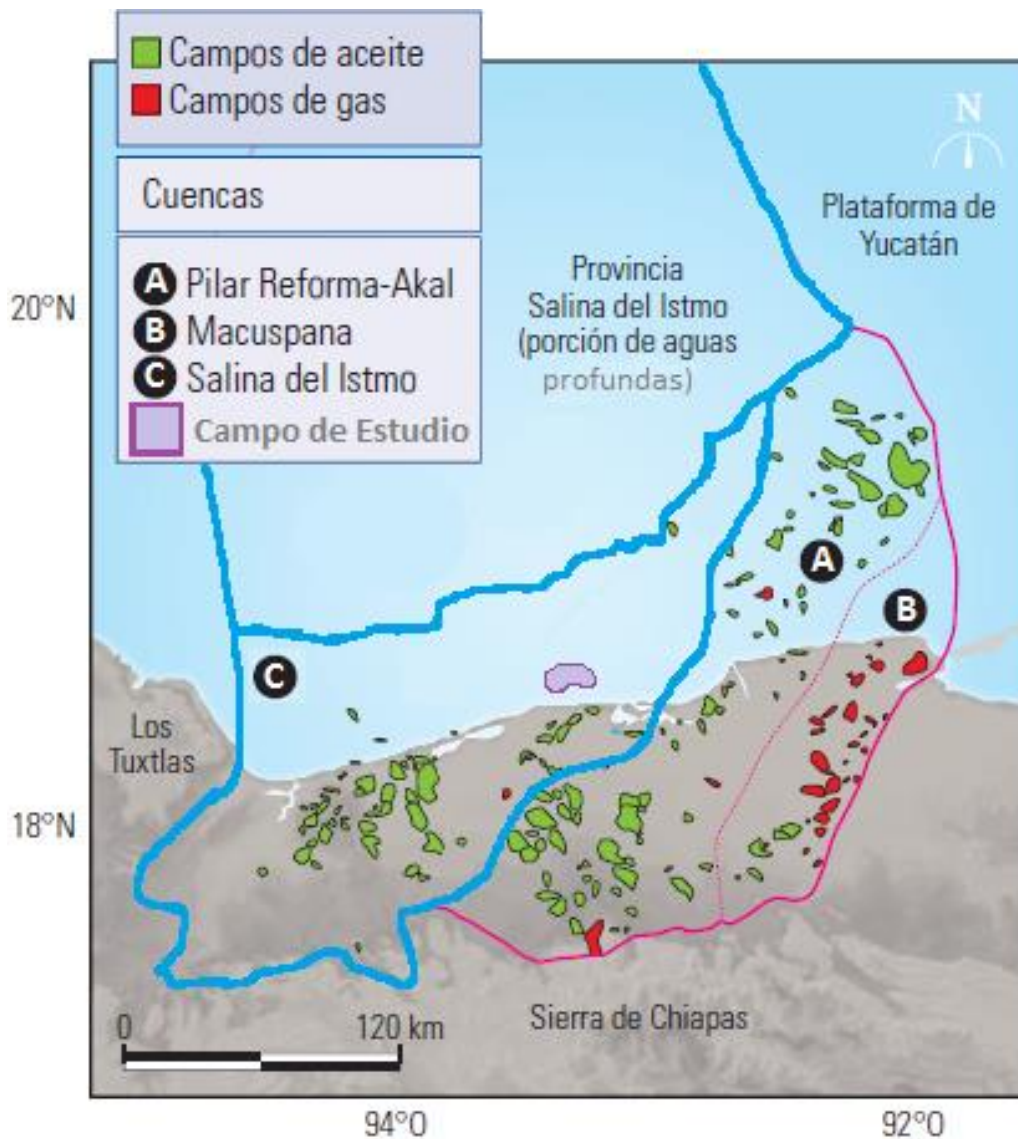 Campos de aceite
Campos de gas
Cuencas
A Pilar Reforma-Akal
B Macuspana
C Salina del Istmo
Campo de Estudio
N
Plataforma de
Yucatán
Provincia
Salina del Istmo
(porción de aguas
profundas)
20°N
A
B
C
Los
Tuxtlas
18°N
Sierra de Chiapas
0 120 km
94°O 92°O